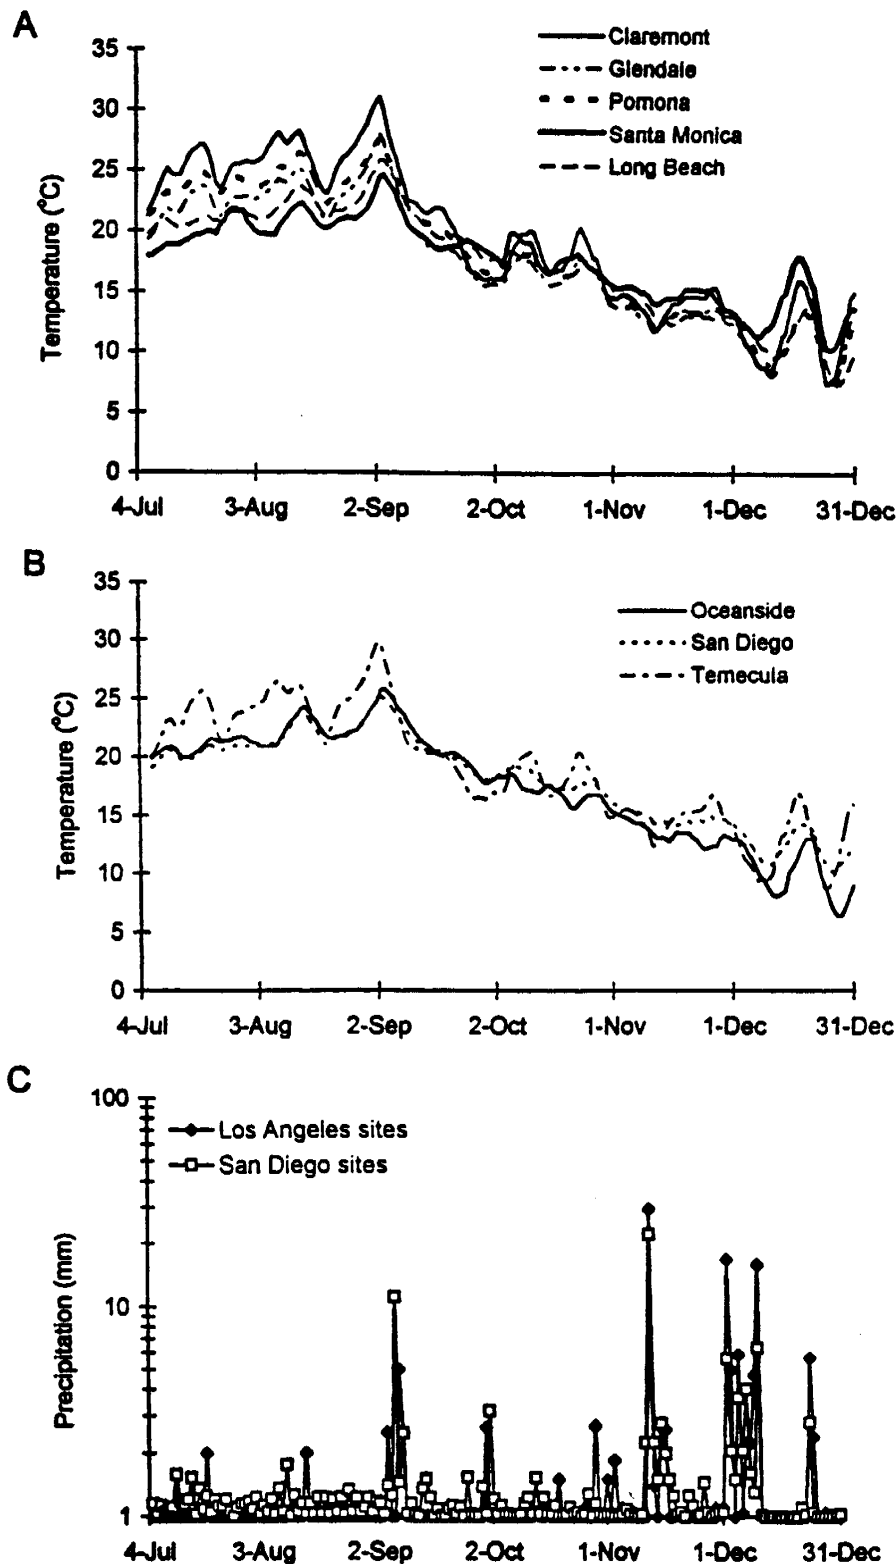 A
Claremont
35
Glendale
30
Pomona
Santa Monica
25
Long Beach
20
15
10
5
0
Temperature (°C)
4-Jul 3-Aug 2-Sep 2-Oct 1-Nov 1-Dec 31-Dec
B
35
Oceanside
30
San Diego
Temecula
25
20
15
10
5
0
Temperature (°C)
4-Jul 3-Aug 2-Sep 2-Oct 1-Nov 1-Dec 31-Dec
C
100
Los Angeles sites
San Diego sites
10
1
Precipitation (mm)
4-Jul 3-Aug 2-Sep 2-Oct 1-Nov 1-Dec 31-Dec